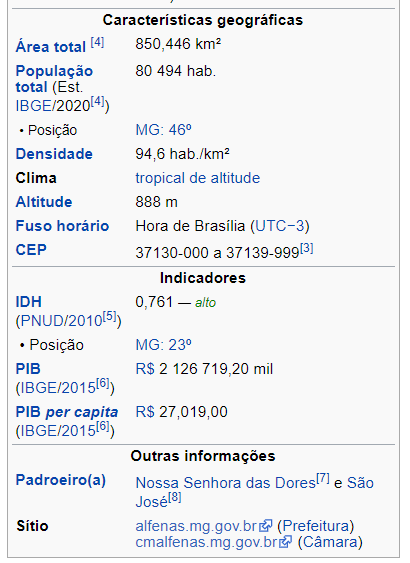 Características geográficas
Área total [4] 850,446 km²
População total (Est. IBGE/2020[4]) 80 494 hab.
• Posição MG: 46º
Densidade 94,6 hab./km²
Clima tropical de altitude
Altitude 888 m
Fuso horário Hora de Brasília (UTC−3)
CEP 37130-000 a 37139-999[3]
Indicadores
IDH (PNUD/2010[5]) 0,761 — alto
• Posição MG: 23º
PIB (IBGE/2015[6]) R$ 2 126 719,20 mil
PIB per capita (IBGE/2015[6]) R$ 27,019,00
Outras informações
Padroeiro(a) Nossa Senhora das Dores[7] e São José[8]
Sítio alfenas.mg.gov.br (Prefeitura)
cmalfenas.mg.gov.br (Câmara)